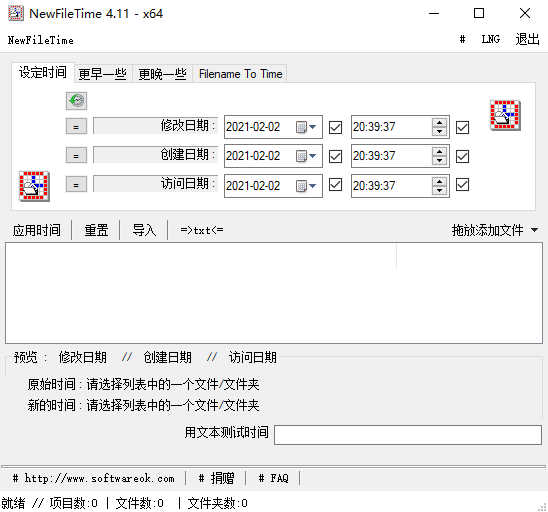 NewFileTime 4.11 - x64
NewFileTime # LNG 退出
设定时间 更早一些 更晚一些 Filename To Time
= 修改日期: 2021-02-02 20:39:37
= 创建日期: 2021-02-02 20:39:37
= 访问日期: 2021-02-02 20:39:37
应用时间 重置 导入 =>txt<= 拖放添加文件
预览 : 修改日期 // 创建日期 // 访问日期
原始时间:请选择列表中的一个文件/文件夹
新的时间:请选择列表中的一个文件/文件夹
用文本测试时间
# http://www.softwareok.com # 捐赠 # FAQ
就绪 // 项目数:0 | 文件数:0 | 文件夹数:0